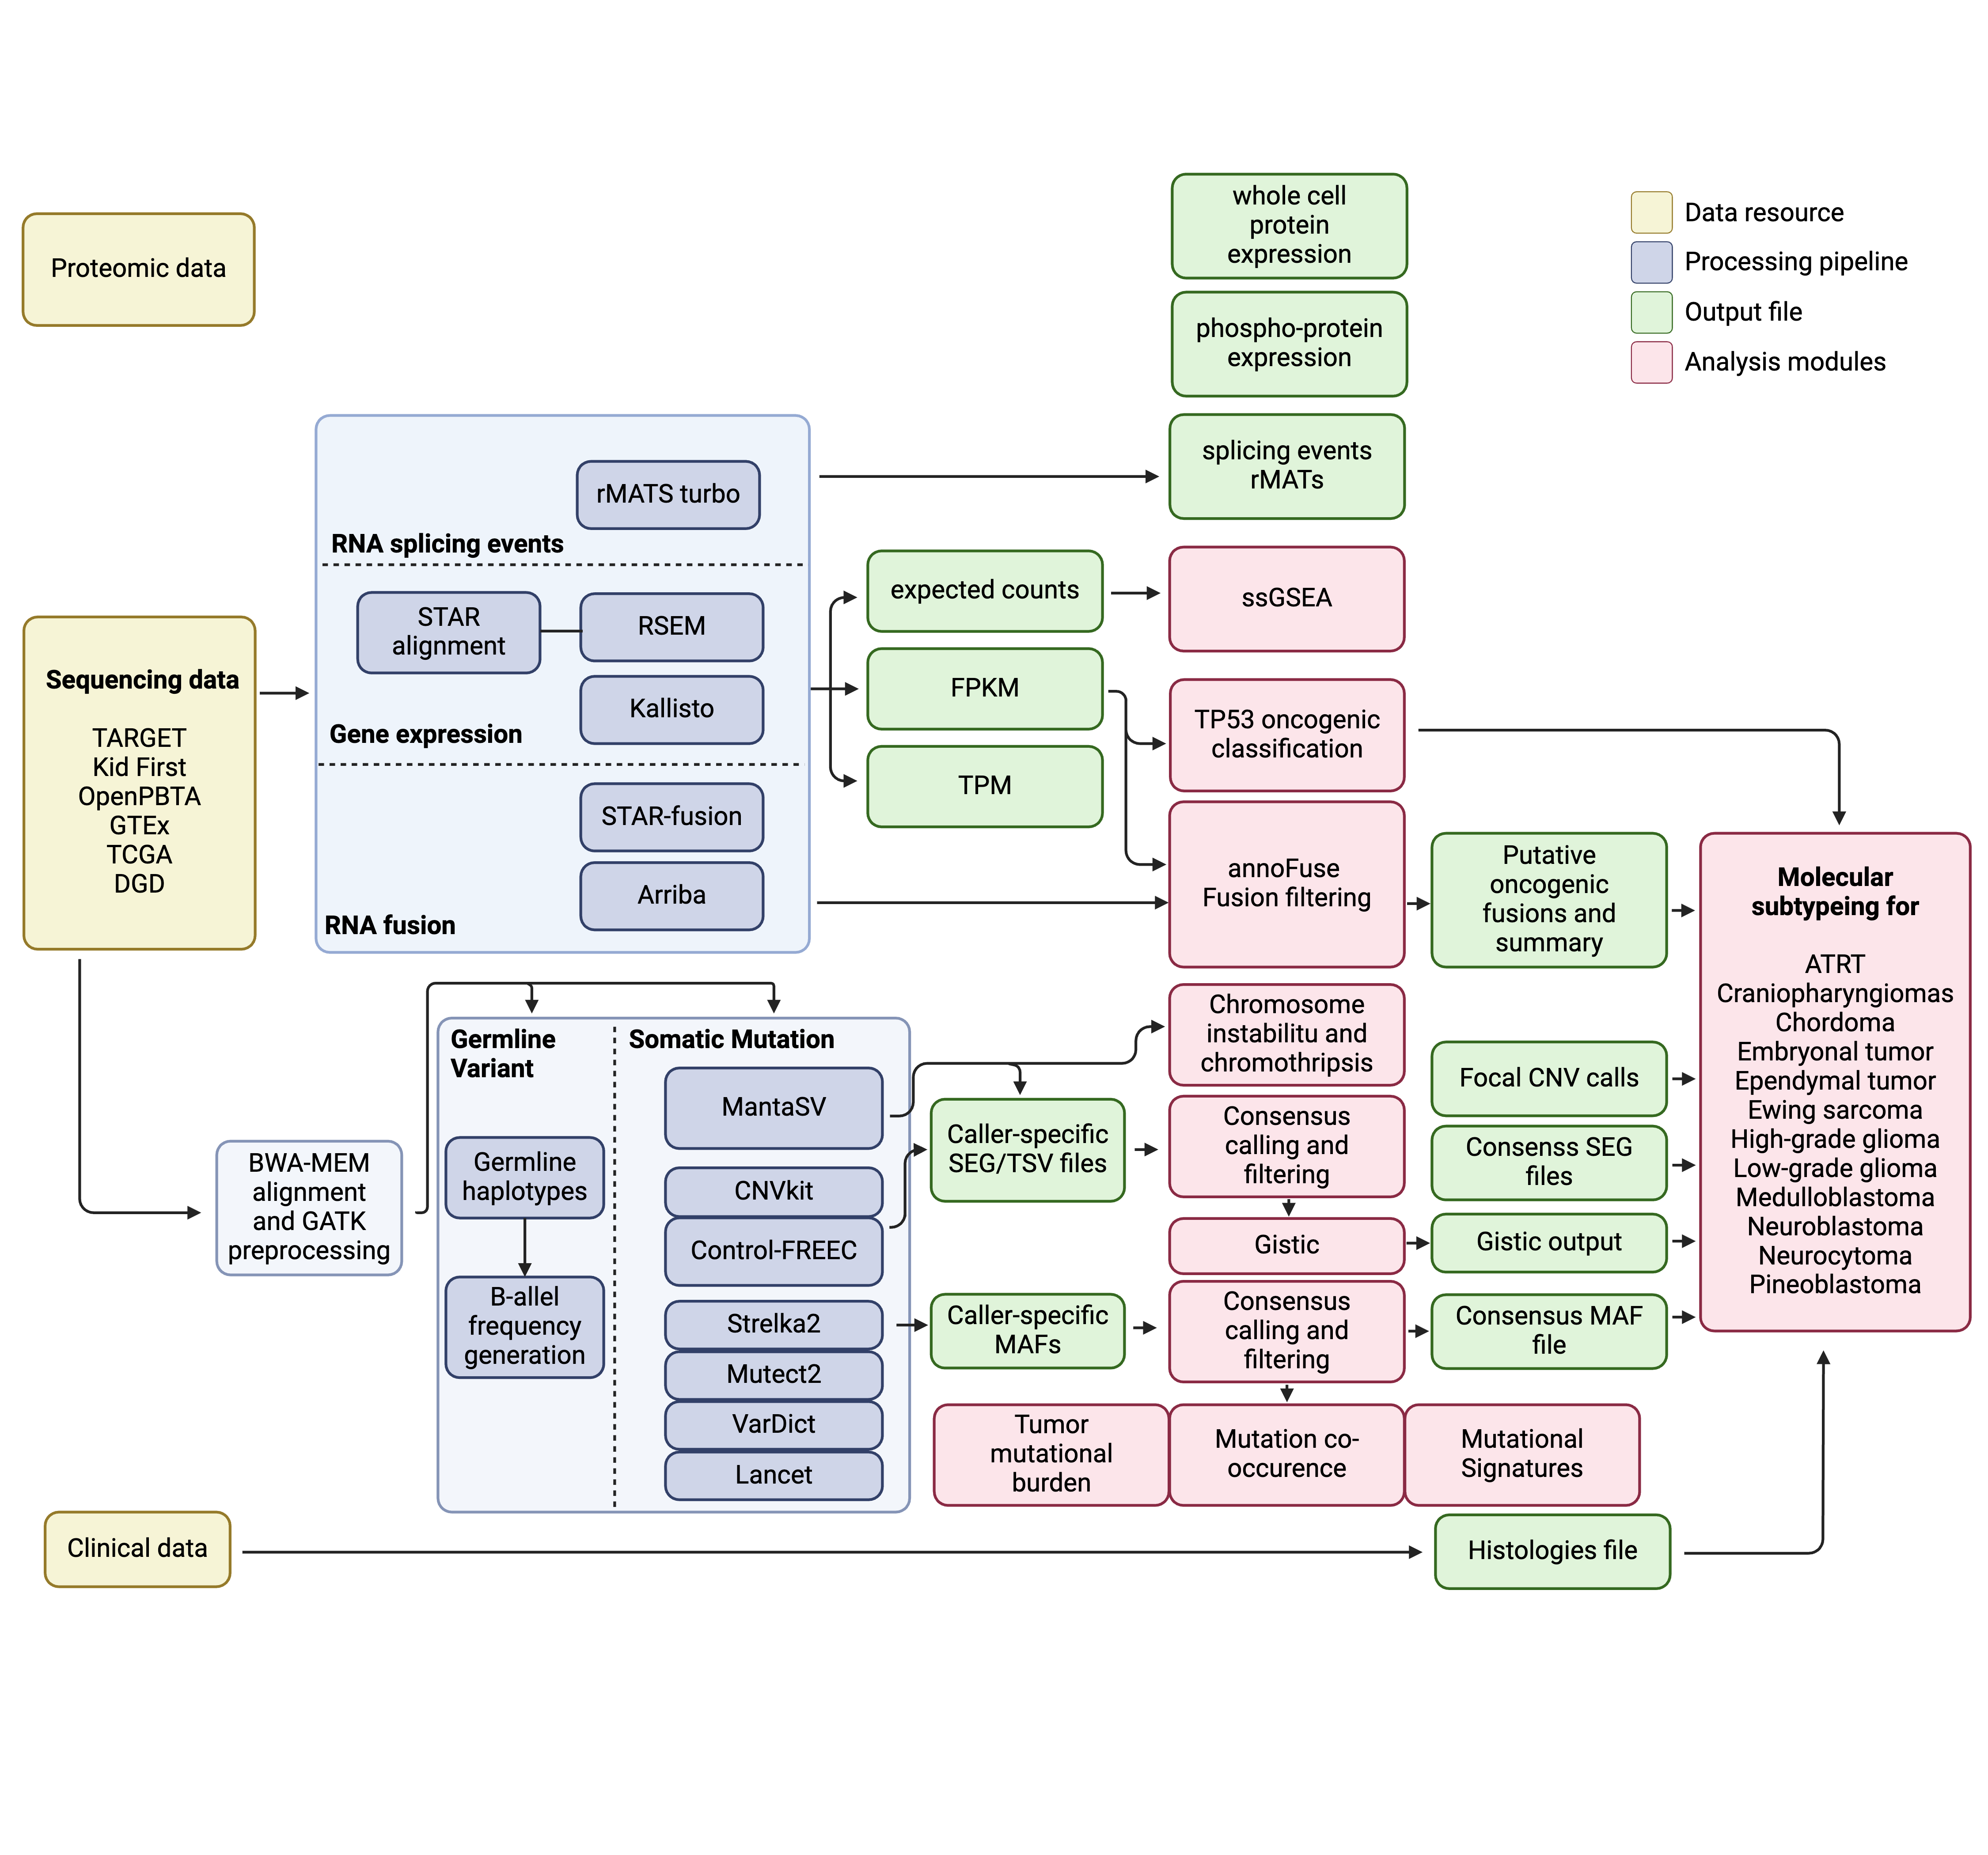 Proteomic data
whole cell
protein
expression
phospho-protein
expression
Data resource
Processing pipeline
Output file
Analysis modules
rMATS turbo
RNA splicing events
splicing events
rMATs
Sequencing data
TARGET
Kid First
OpenPBTA
GTEx
TCGA
DGD
STAR
alignment
RSEM
Kallisto
Gene expression
expected counts
FPKM
TPM
ssGSEA
TP53 oncogenic
classification
STAR-fusion
Arriba
RNA fusion
annoFuse
Fusion filtering
Putative
oncogenic
fusions and
summary
Molecular
subtypeing for
ATRT
Craniopharyngiomas
Chordoma
Embryonal tumor
Ependymal tumor
Ewing sarcoma
High-grade glioma
Low-grade glioma
Medulloblastoma
Neuroblastoma
Neurocytoma
Pineoblastoma
BWA-MEM
alignment
and GATK
preprocessing
Germline
Variant
Germline
haplotypes
B-allel
frequency
generation
Somatic Mutation
MantaSV
CNVkit
Control-FREEC
Strelka2
Mutect2
VarDict
Lancet
Caller-specific
SEG/TSV files
Caller-specific
MAFs
Chromosome
instabilitu and
chromothripsis
Consensus
calling and
filtering
Gistic
Consensus
calling and
filtering
Focal CNV calls
Consenss SEG
files
Gistic output
Consensus MAF
file
Tumor
mutational
burden
Mutation co-
occurence
Mutational
Signatures
Clinical data
Histologies file